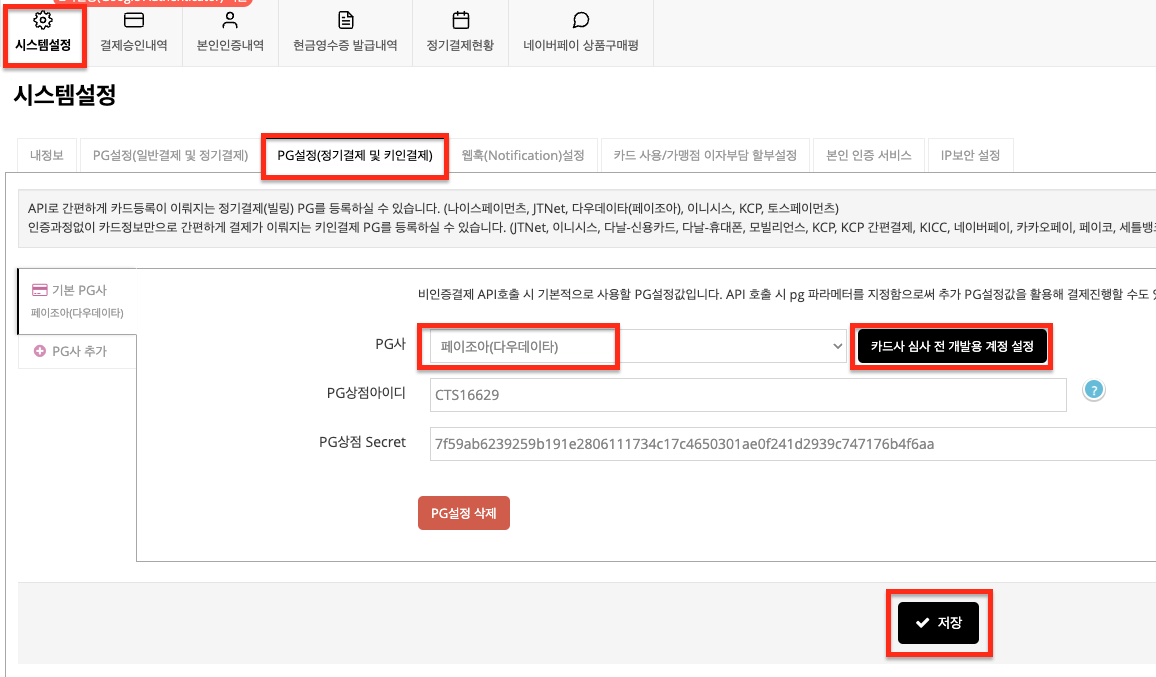 시스템설정
결제승인내역
본인인증내역
현금영수증 발급내역
정기결제현황
네이버페이 상품구매평
시스템설정
내정보
PG설정(일반결제 및 정기결제)
PG설정(정기결제 및 키인결제)
웹훅(Notification)설정
카드 사용/가맹점 이자부담 할부설정
본인 인증 서비스
IP보안 설정
API로 간편하게 카드등록이 이뤄지는 정기결제(빌링) PG를 등록하실 수 있습니다. (나이스페이먼츠, JTNet, 다우데이타(페이조아), 이니시스, KCP, 토스페이먼츠)
인증과정없이 카드정보만으로 간편하게 결제가 이뤄지는 키인결제 PG를 등록하실 수 있습니다. (JTNet, 이니시스, 다날-신용카드, 다날-휴대폰, 모빌리언스, KCP, KCP 간편결제, KICC, 네이버페이, 카카오페이, 페이코, 세틀뱅크
기본 PG사
페이조아(다우데이타)
PG사 추가
비인증결제 API호출 시 기본적으로 사용할 PG설정값입니다. API 호출 시 pg 파라메터를 지정함으로써 추가 PG설정값을 활용해 결제진행할 수도
PG사
페이조아(다우데이타)
카드사 심사 전 개발용 계정 설정
PG상점아이디
CTS16629
?
PG상점 Secret
7f59ab6239259b191e2806111734c17c4650301ae0f241d2939c747176b4f6aa
PG설정 삭제
저장